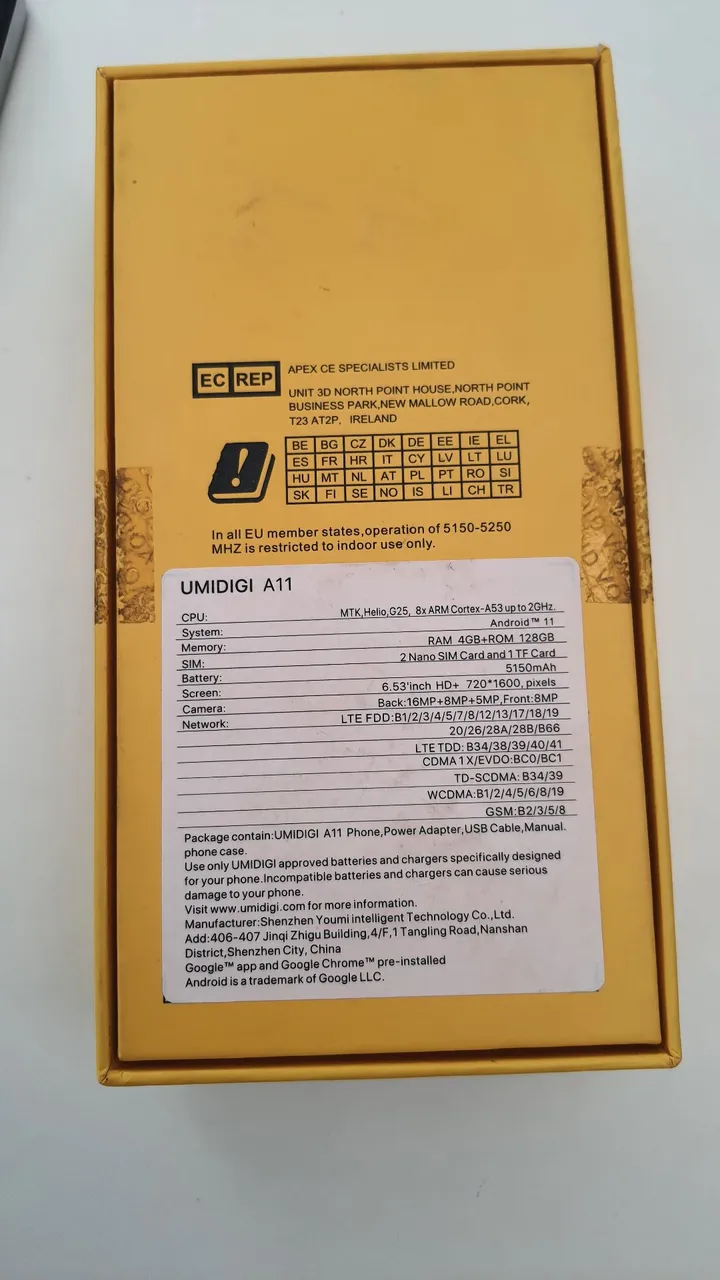 EC REP
APEX CE SPECIALISTS LIMITED
UNIT 3D NORTH POINT HOUSE,NORTH POINT
BUSINESS PARK,NEW MALLOW ROAD,CORK,
T23 AT2P, IRELAND
BE BG CZ DK DE EE IE EL
ES FR HR IT CY LV LT LU
HU MT NL AT PL PT RO SI
SK FI SE NO IS LI CH TR
In all EU member states,operation of 5150-5250
MHZ is restricted to indoor use only.
UMIDIGI A11
CPU: MTK,Helio,G25, 8x ARM Cortex-A53 up to 2GHz.
System: Android™ 11
Memory: RAM 4GB+ROM 128GB
SIM: 2 Nano SIM Card and 1 TF Card
Battery: 5150mAh
Screen: 6.53'inch HD+ 720*1600, pixels
Camera: Back:16MP+8MP+5MP,Front:8MP
Network: LTE FDD:B1/2/3/4/5/7/8/12/13/17/18/19
20/26/28A/28B/B66
LTE TDD: B34/38/39/40/41
CDMA 1 X/EVDO:BC0/BC1
TD-SCDMA: B34/39
WCDMA:B1/2/4/5/6/8/19
GSM:B2/3/5/8
Package contain:UMIDIGI A11 Phone,Power Adapter,USB Cable,Manual.
phone case.
Use only UMIDIGI approved batteries and chargers specifically designed
for your phone.Incompatible batteries and chargers can cause serious
damage to your phone.
Visit www.umidigi.com for more information.
Manufacturer:Shenzhen Youmi intelligent Technology Co.,Ltd.
Add:406-407 Jinqi Zhigu Building,4/F,1 Tangling Road,Nanshan
District,Shenzhen City, China
Google™ app and Google Chrome™ pre-installed
Android is a trademark of Google LLC.